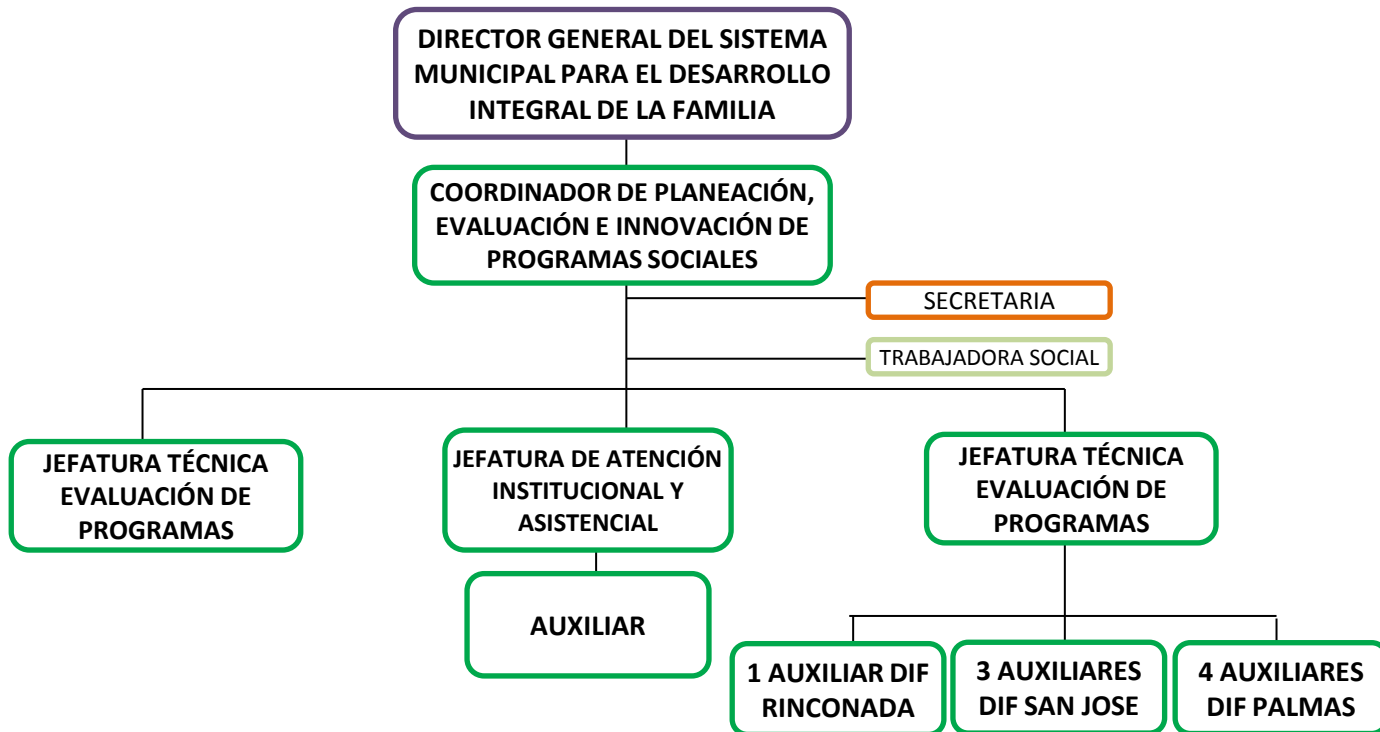 DIRECTOR GENERAL DEL SISTEMA
MUNICIPAL PARA EL DESARROLLO
INTEGRAL DE LA FAMILIA
COORDINADOR DE PLANEACIÓN,
EVALUACIÓN E INNOVACIÓN DE
PROGRAMAS SOCIALES
SECRETARIA
TRABAJADORA SOCIAL
JEFATURA TÉCNICA
EVALUACIÓN DE
PROGRAMAS
JEFATURA DE ATENCIÓN
INSTITUCIONAL Y
ASISTENCIAL
JEFATURA TÉCNICA
EVALUACIÓN DE
PROGRAMAS
AUXILIAR
1 AUXILIAR DIF
RINCONADA
3 AUXILIARES
DIF SAN JOSE
4 AUXILIARES
DIF PALMAS